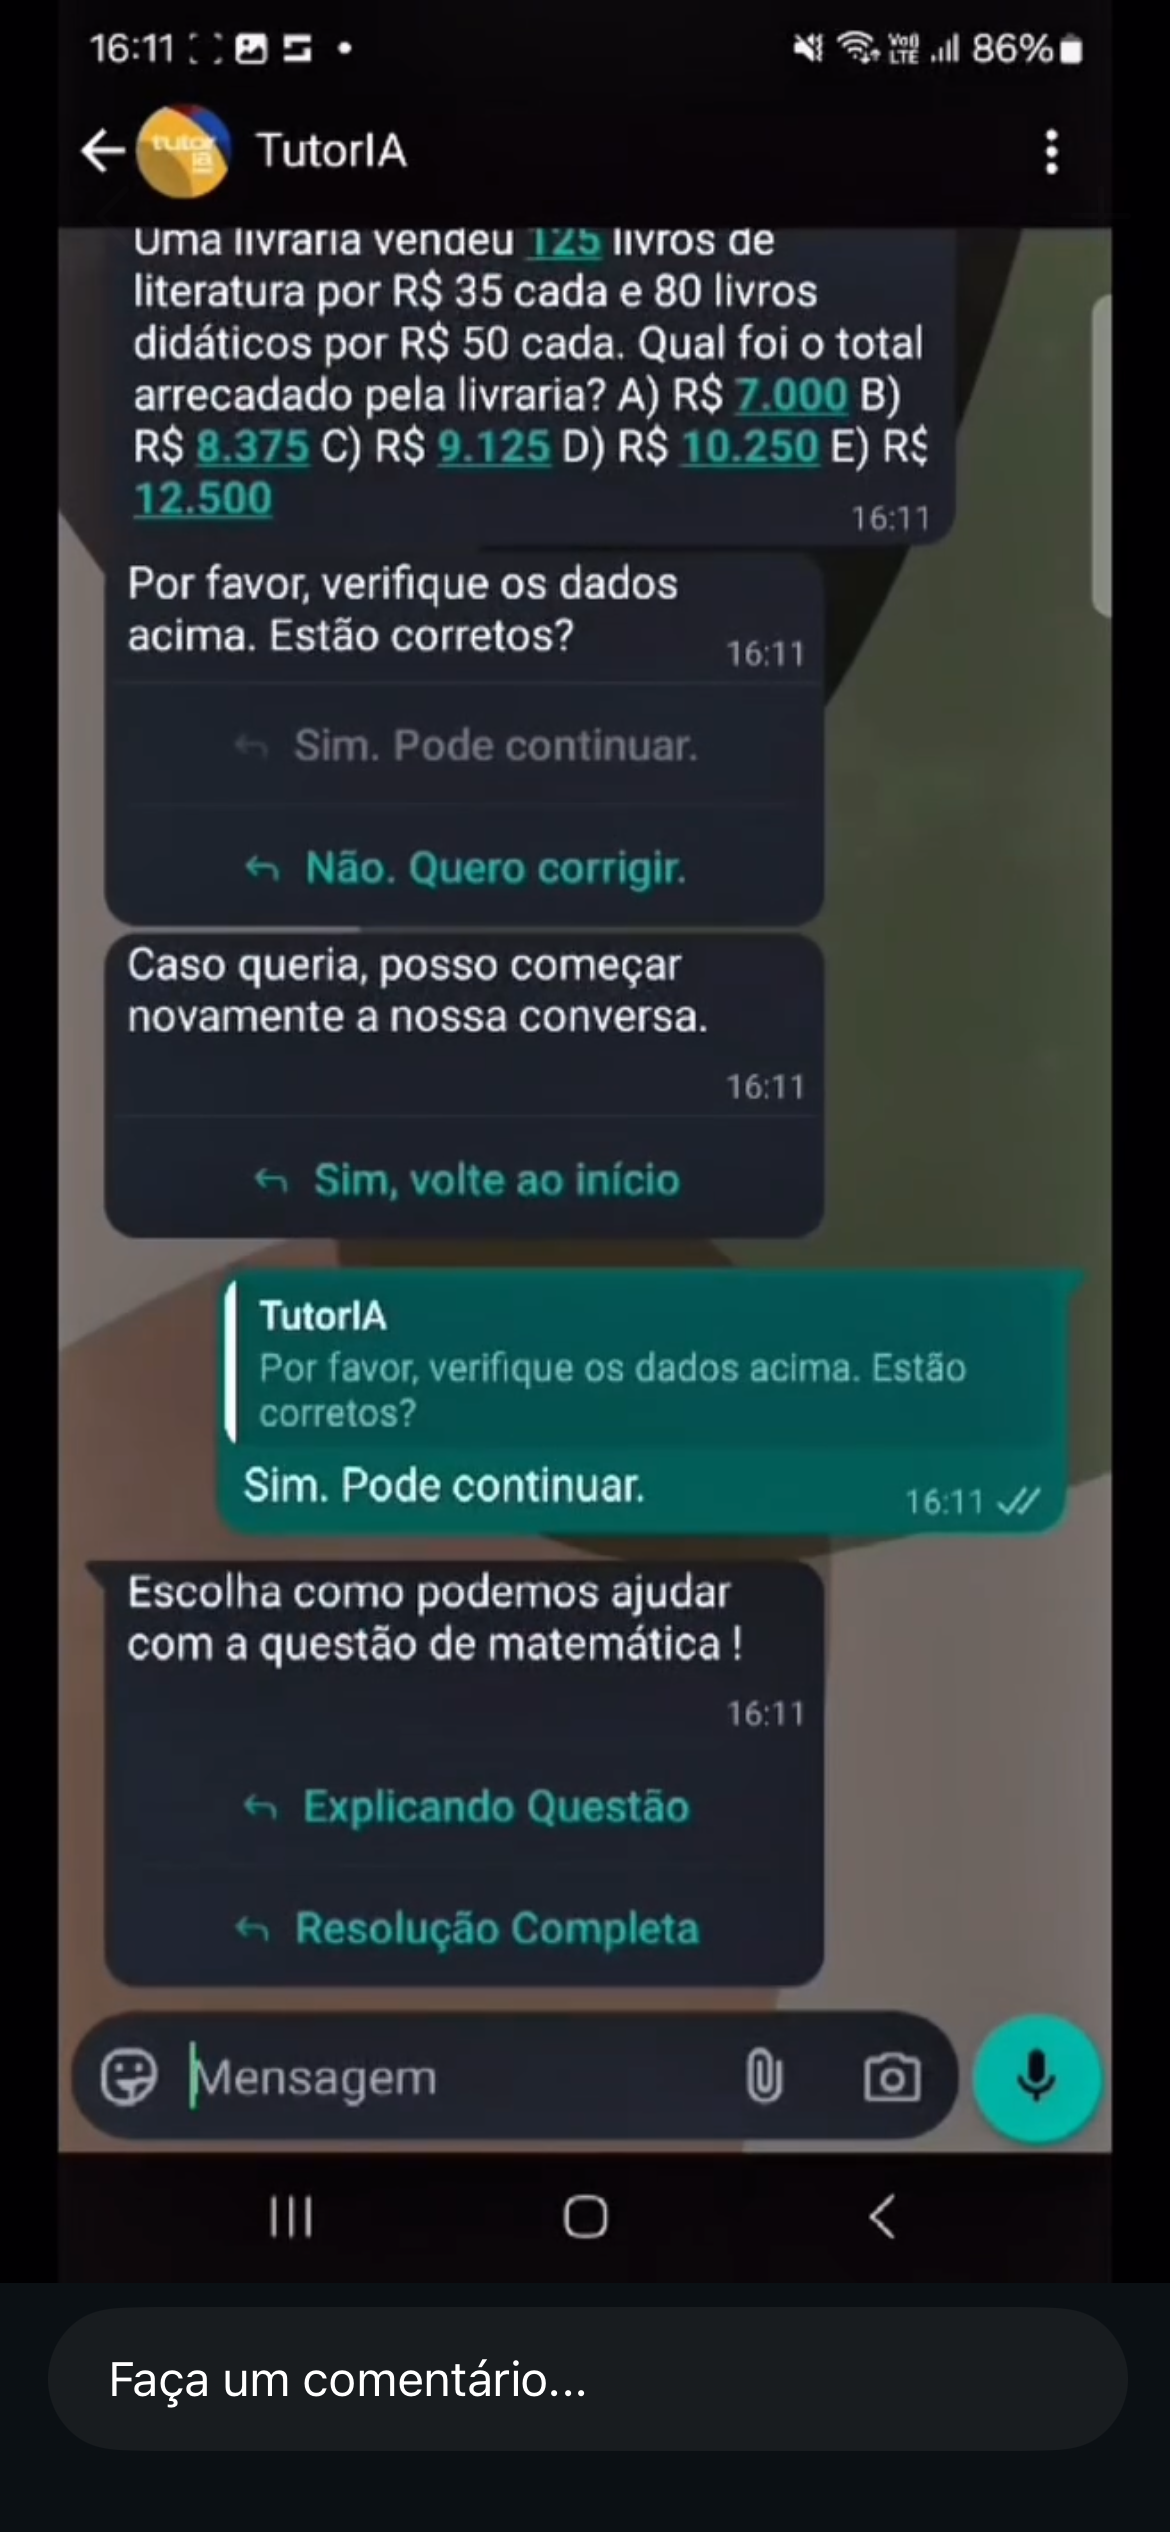 16:11
Vo))
LTE
86%
tutor
ia
TutorIA
Uma livraria vendeu 125 livros de
literatura por R$ 35 cada e 80 livros
didáticos por R$ 50 cada. Qual foi o total
arrecadado pela livraria? A) R$ 7.000 B)
R$ 8.375 C) R$ 9.125 D) R$ 10.250 E) R$
12.500
16:11
Por favor, verifique os dados
acima. Estão corretos?
16:11
Sim. Pode continuar.
Não. Quero corrigir.
Caso queria, posso começar
novamente a nossa conversa.
16:11
Sim, volte ao início
TutorIA
Por favor, verifique os dados acima. Estão
corretos?
Sim. Pode continuar.
16:11
Escolha como podemos ajudar
com a questão de matemática !
16:11
Explicando Questão
Resolução Completa
Mensagem
Faça um comentário...